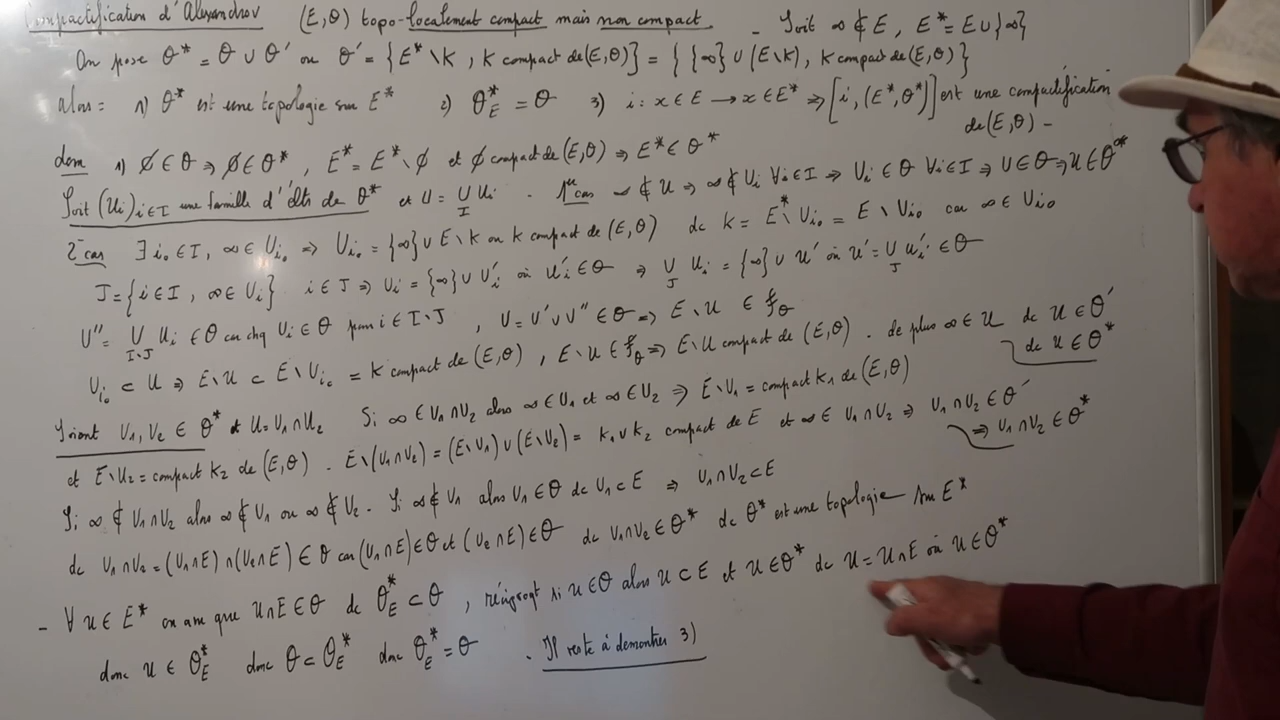 Compactification d'Alexandrov (E,θ) topo-localement compact mais non compact - Soit ∞ ∉ E, E* = E ∪ {∞}
On pose θ* = θ ∪ θ' ou θ' = {E* \ K, K compact de (E,θ)} = { {∞} ∪ (E\K), K compact de (E,θ) }
alors : 1) θ* est une topologie sur E* 2) θ*_E = θ 3) i : x ∈ E → x ∈ E* ⇒ [i, (E*,θ*)] est une compactification
de (E,θ) -
dem 1) ∅ ∈ θ ⇒ ∅ ∈ θ*, E* = E* \ ∅ et ∅ compact de (E,θ) ⇒ E* ∈ θ*
Soit (Ui)i∈I une famille d'élts de θ* et U = ∪_I Ui . 1er cas ∞ ∉ U ⇒ ∞ ∉ Ui ∀i∈I ⇒ Ui ∈ θ ∀i∈I ⇒ U ∈ θ ⇒ U ∈ θ*
2e cas ∃ i₀ ∈ I, ∞ ∈ Ui₀ ⇒ Ui₀ = {∞} ∪ E \ K ou K compact de (E,θ) dc K = E* \ Ui₀ = E \ Ui₀ car ∞ ∈ Ui₀
J = {i ∈ I, ∞ ∈ Ui} i ∈ J ⇒ Ui = {∞} ∪ U'i où U'i ∈ θ ⇒ ∪_J Ui = {∞} ∪ U' où U' = ∪_J U'i ∈ θ
U'' = ∪_I\J Ui ∈ θ car chq Ui ∈ θ pour i ∈ I \ J , U = U' ∪ U'' ∈ θ ⇒ E \ U ∈ f_θ
Ui₀ ⊂ U ⇒ E \ U ⊂ E \ Ui₀ = K compact de (E,θ) , E \ U ∈ f_θ ⇒ E \ U compact de (E,θ) . de plus ∞ ∈ U dc U ∈ θ'
dc U ∈ θ*
Soient U₁, U₂ ∈ θ* et U = U₁ ∩ U₂ Si ∞ ∈ U₁ ∩ U₂ alors ∞ ∈ U₁ et ∞ ∈ U₂ ⇒ E \ U₁ = compact K₁ de (E,θ)
et E \ U₂ = compact K₂ de (E,θ) . E \ (U₁ ∩ U₂) = (E \ U₁) ∪ (E \ U₂) = K₁ ∪ K₂ compact de E et ∞ ∈ U₁ ∩ U₂ ⇒ U₁ ∩ U₂ ∈ θ'
⇒ U₁ ∩ U₂ ∈ θ*
Si ∞ ∉ U₁ ∩ U₂ alors ∞ ∉ U₁ ou ∞ ∉ U₂ . Si ∞ ∉ U₁ alors U₁ ∈ θ dc U₁ ⊂ E ⇒ U₁ ∩ U₂ ⊂ E
dc U₁ ∩ U₂ = (U₁ ∩ E) ∩ (U₂ ∩ E) ∈ θ car (U₁ ∩ E) ∈ θ et (U₂ ∩ E) ∈ θ dc U₁ ∩ U₂ ∈ θ* dc θ* est une topologie sur E*
- ∀ U ∈ E* on a que U ∩ E ∈ θ dc θ*_E ⊂ θ , réciproqt si U ∈ θ alors U ⊂ E et U ∈ θ* dc U = U ∩ E où U ∈ θ*
donc U ∈ θ*_E donc θ ⊂ θ*_E donc θ*_E = θ . Il reste à demontrer 3)